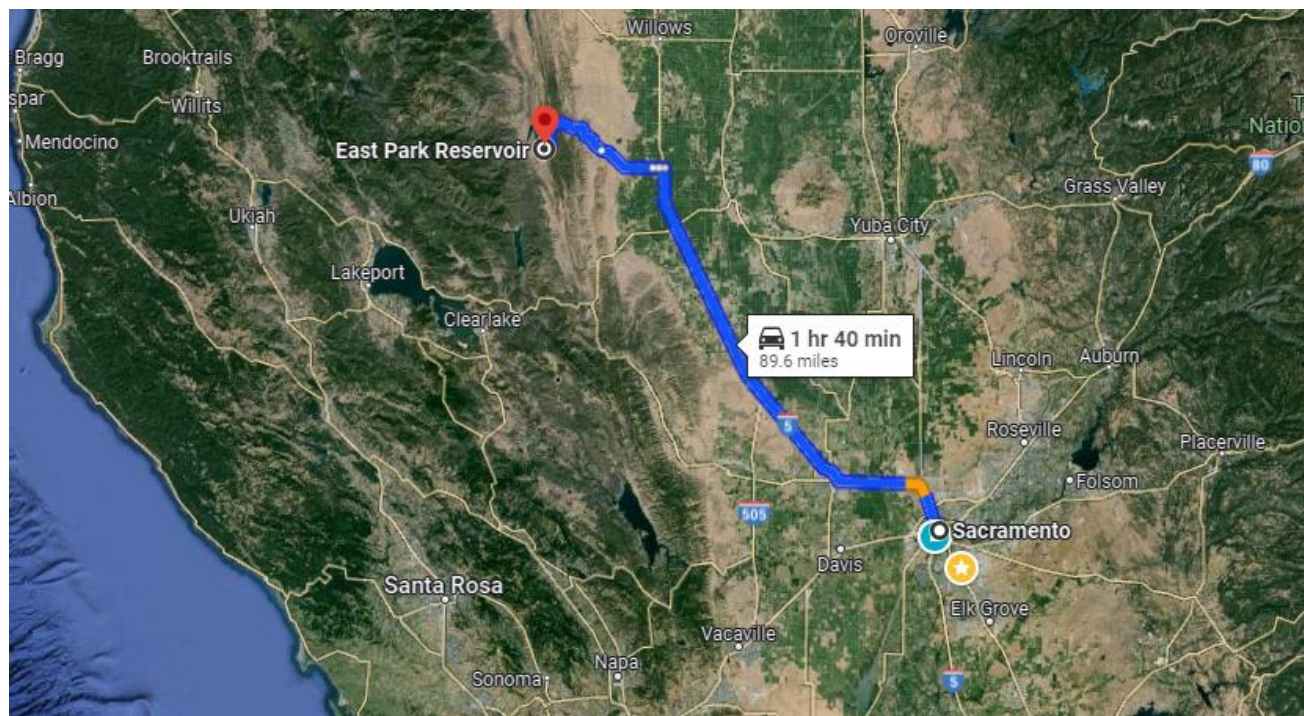 Willows
Oroville
Bragg
Brooktrails
Willits
Mendocino
Natio
80
East Park Reservoir
Albion
Grass Valley
Ukiah
Yuba City
Lakeport
Clearlake
1 hr 40 min
89.6 miles
Lincoln
Auburn
5
Roseville
Placerville
Folsom
505
Sacramento
Davis
Santa Rosa
Elk Grove
Vacaville
Napa
Sonoma
5